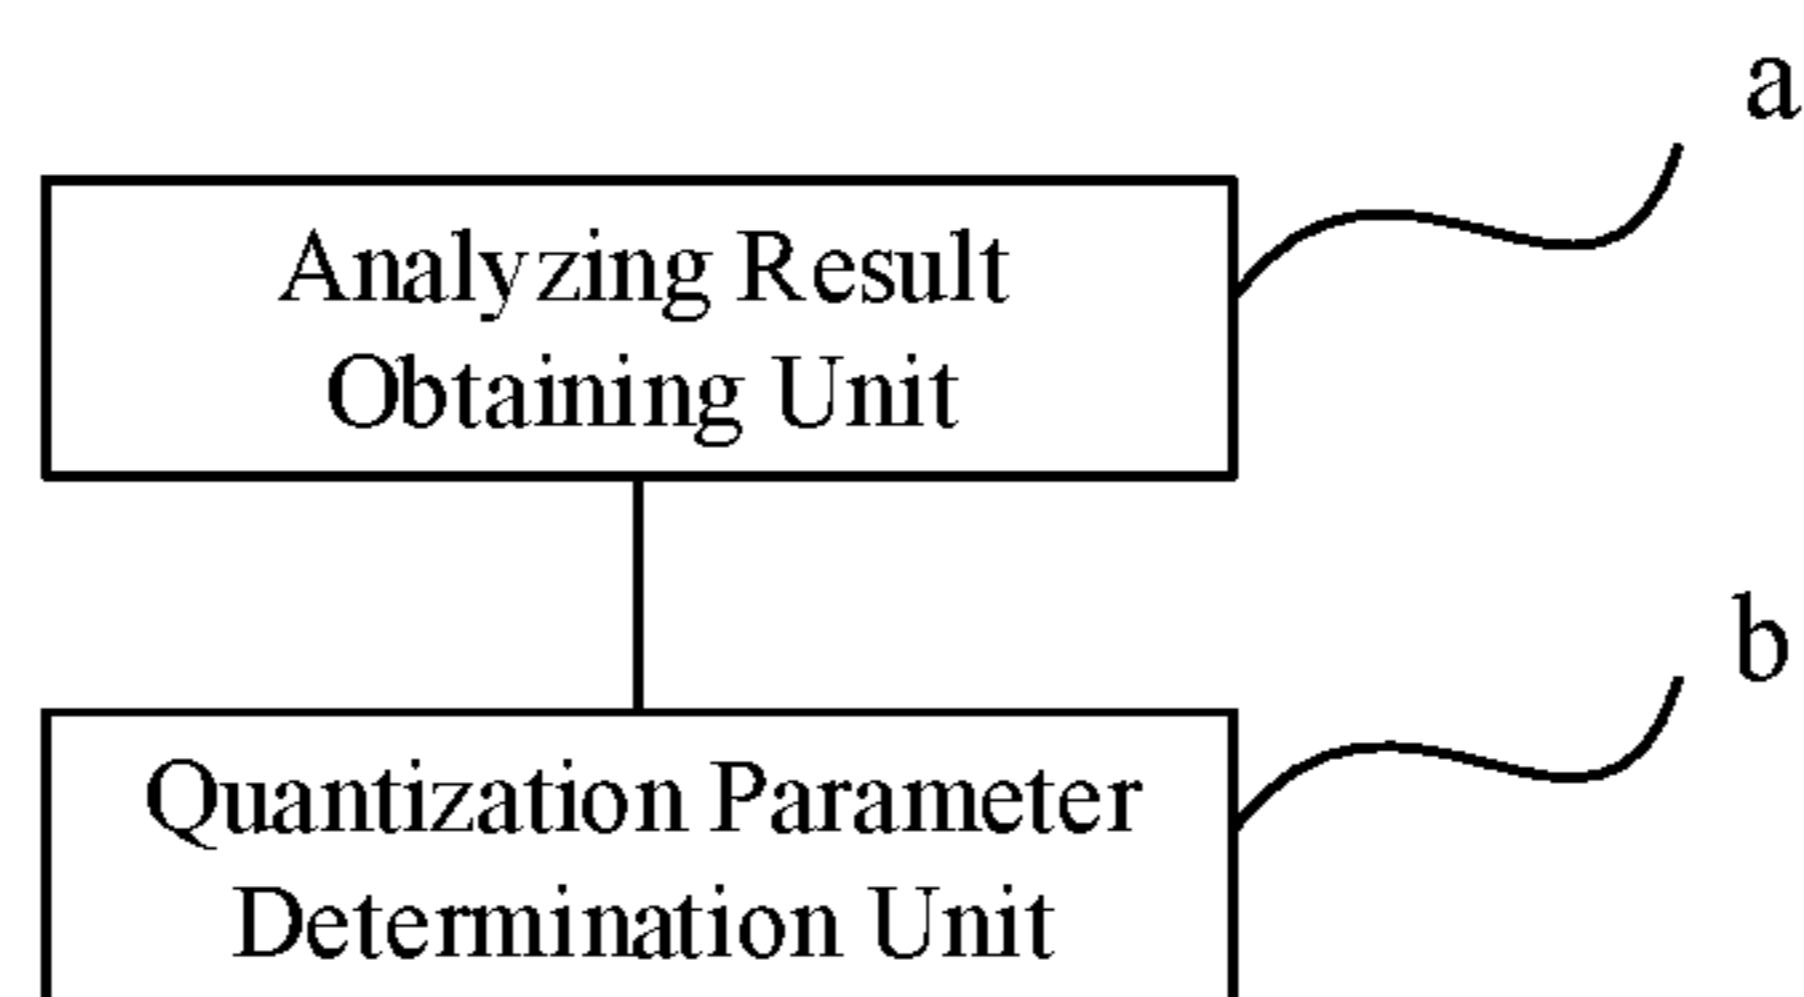 a
Analyzing Result
Obtaining Unit
b
Quantization Parameter
Determination Unit